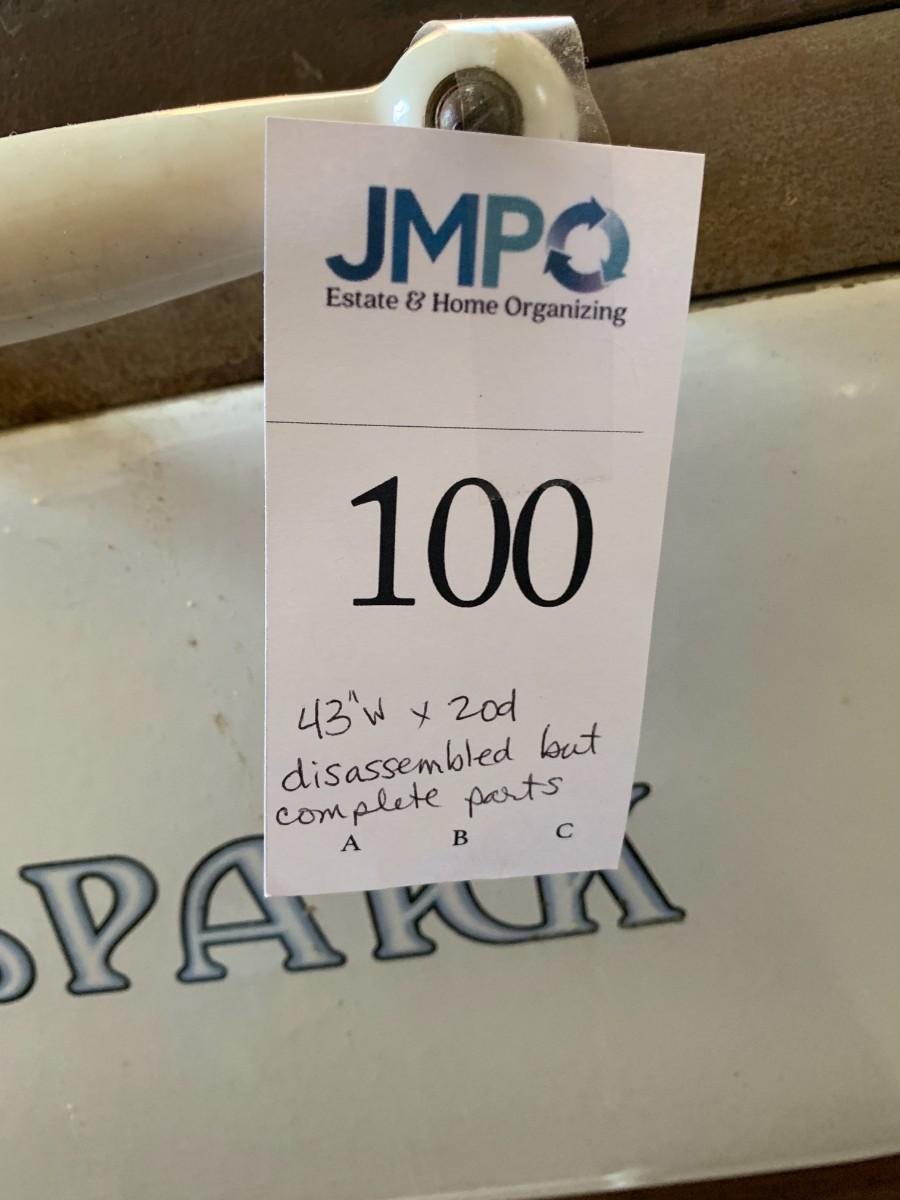 JMPO
Estate & Home Organizing
100
43"W x 20d
disassembled but
complete parts
A B C
SPARK